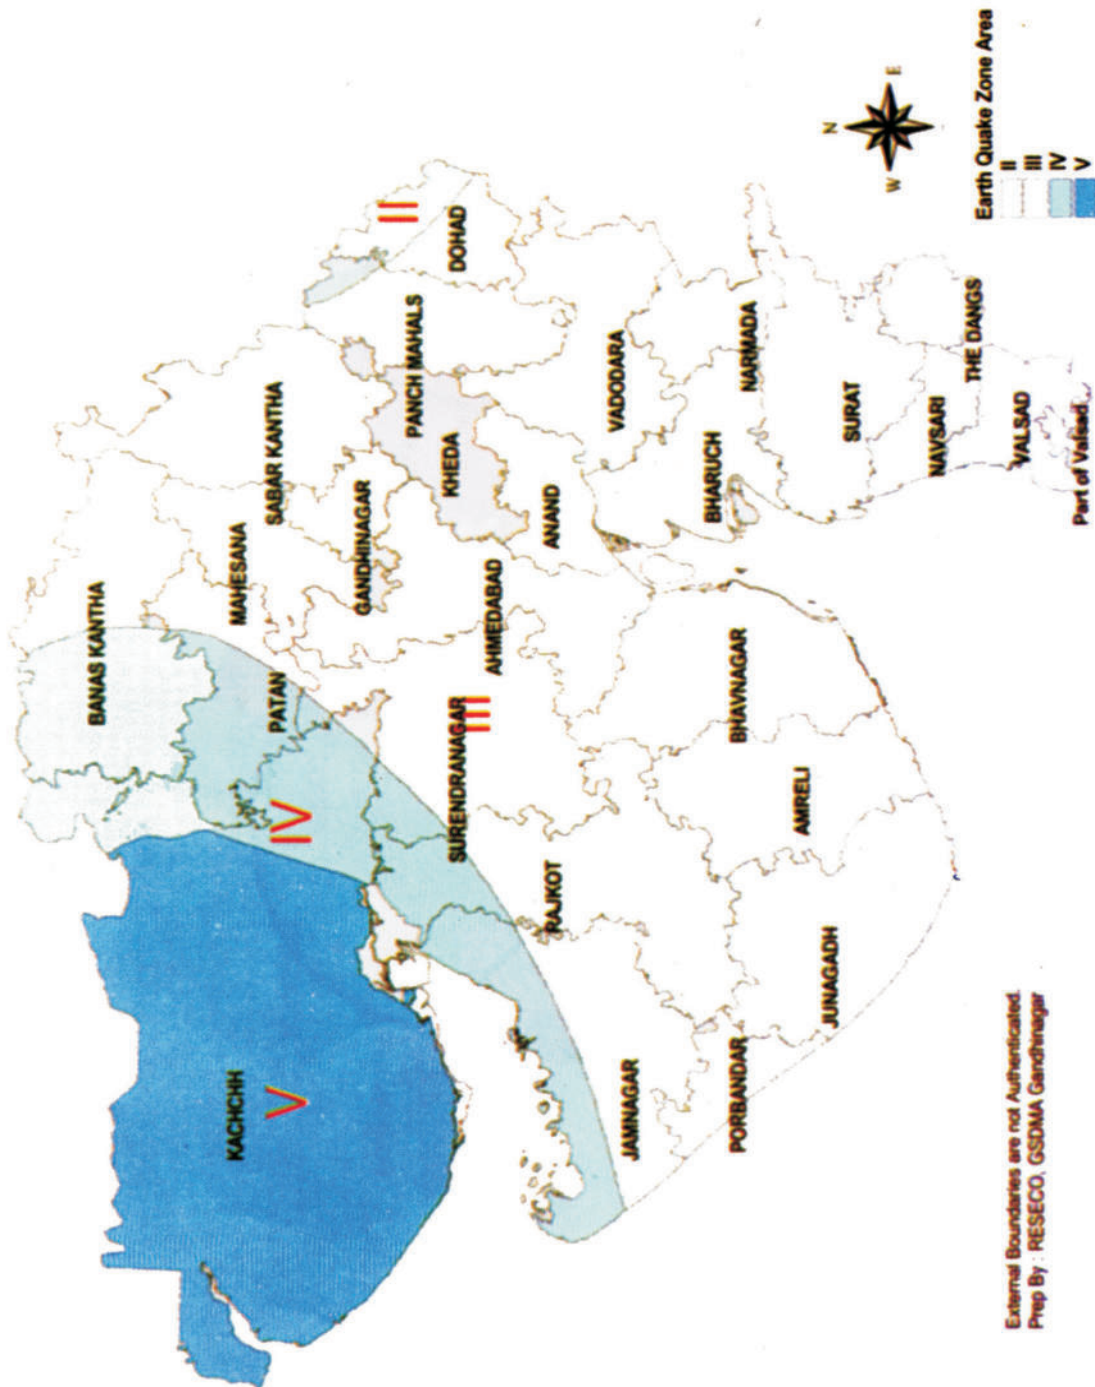 N
W
E
Earth Quake Zone Area
II
III
IV
V
BANAS KANTHA
MAHESANA
SABAR KANTHA
PATAN
IV
KACHCHH
V
GANDHINAGAR
PANCH MAHALS
II
DOHAD
KHEDA
SURENDRANAGAR
III
AHMEDABAD
ANAND
RAJKOT
VADODARA
JAMNAGAR
BHARUCH
NARMADA
BHAVNAGAR
PORBANDAR
AMRELI
JUNAGADH
SURAT
NAVSARI
THE DANGS
VALSAD
Part of Valsad
External Boundaries are not Authenticated.
Prep By : RESECO, GSDMA Gandhinagar